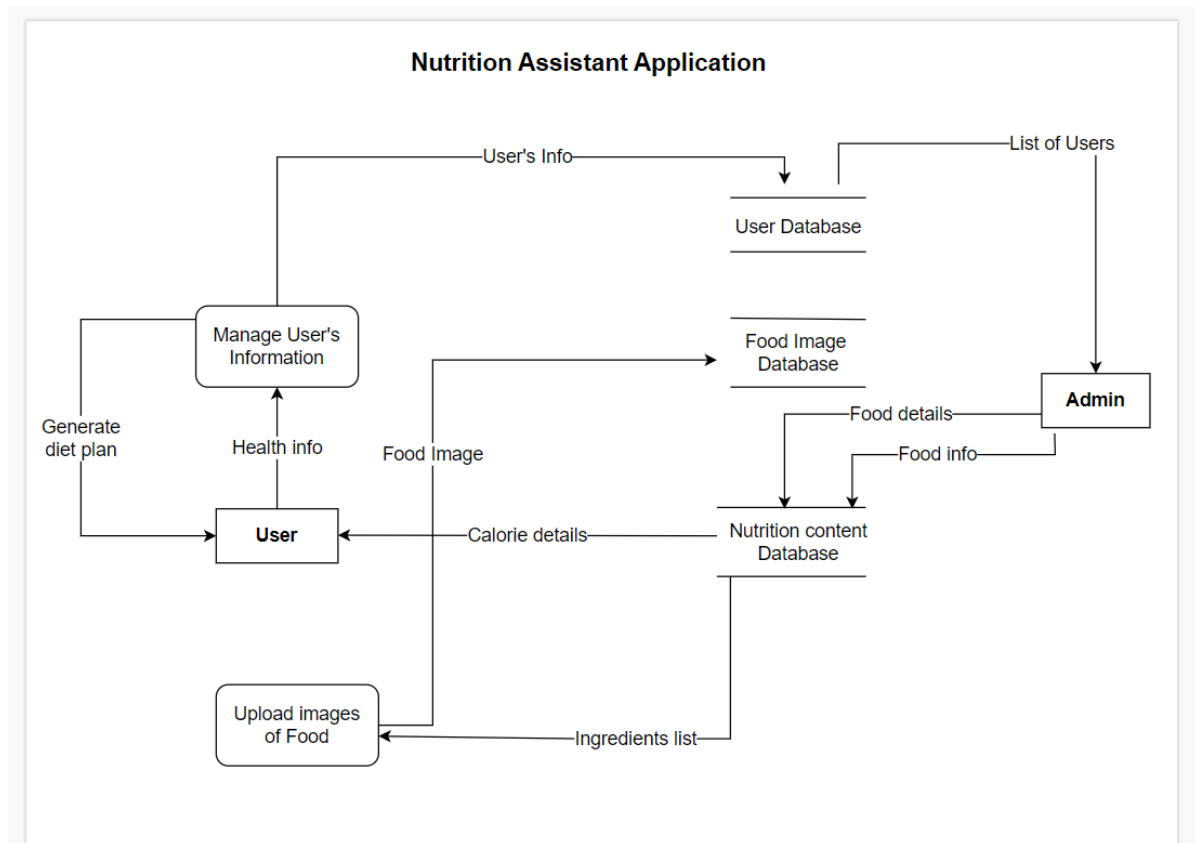 Nutrition Assistant Application
List of Users
User's Info
User Database
Manage User's
Information
Food Image
Database
Admin
Food details
Generate
diet plan
Health info
Food Image
Food info
User
Calorie details
Nutrition content
Database
Upload images
of Food
Ingredients list